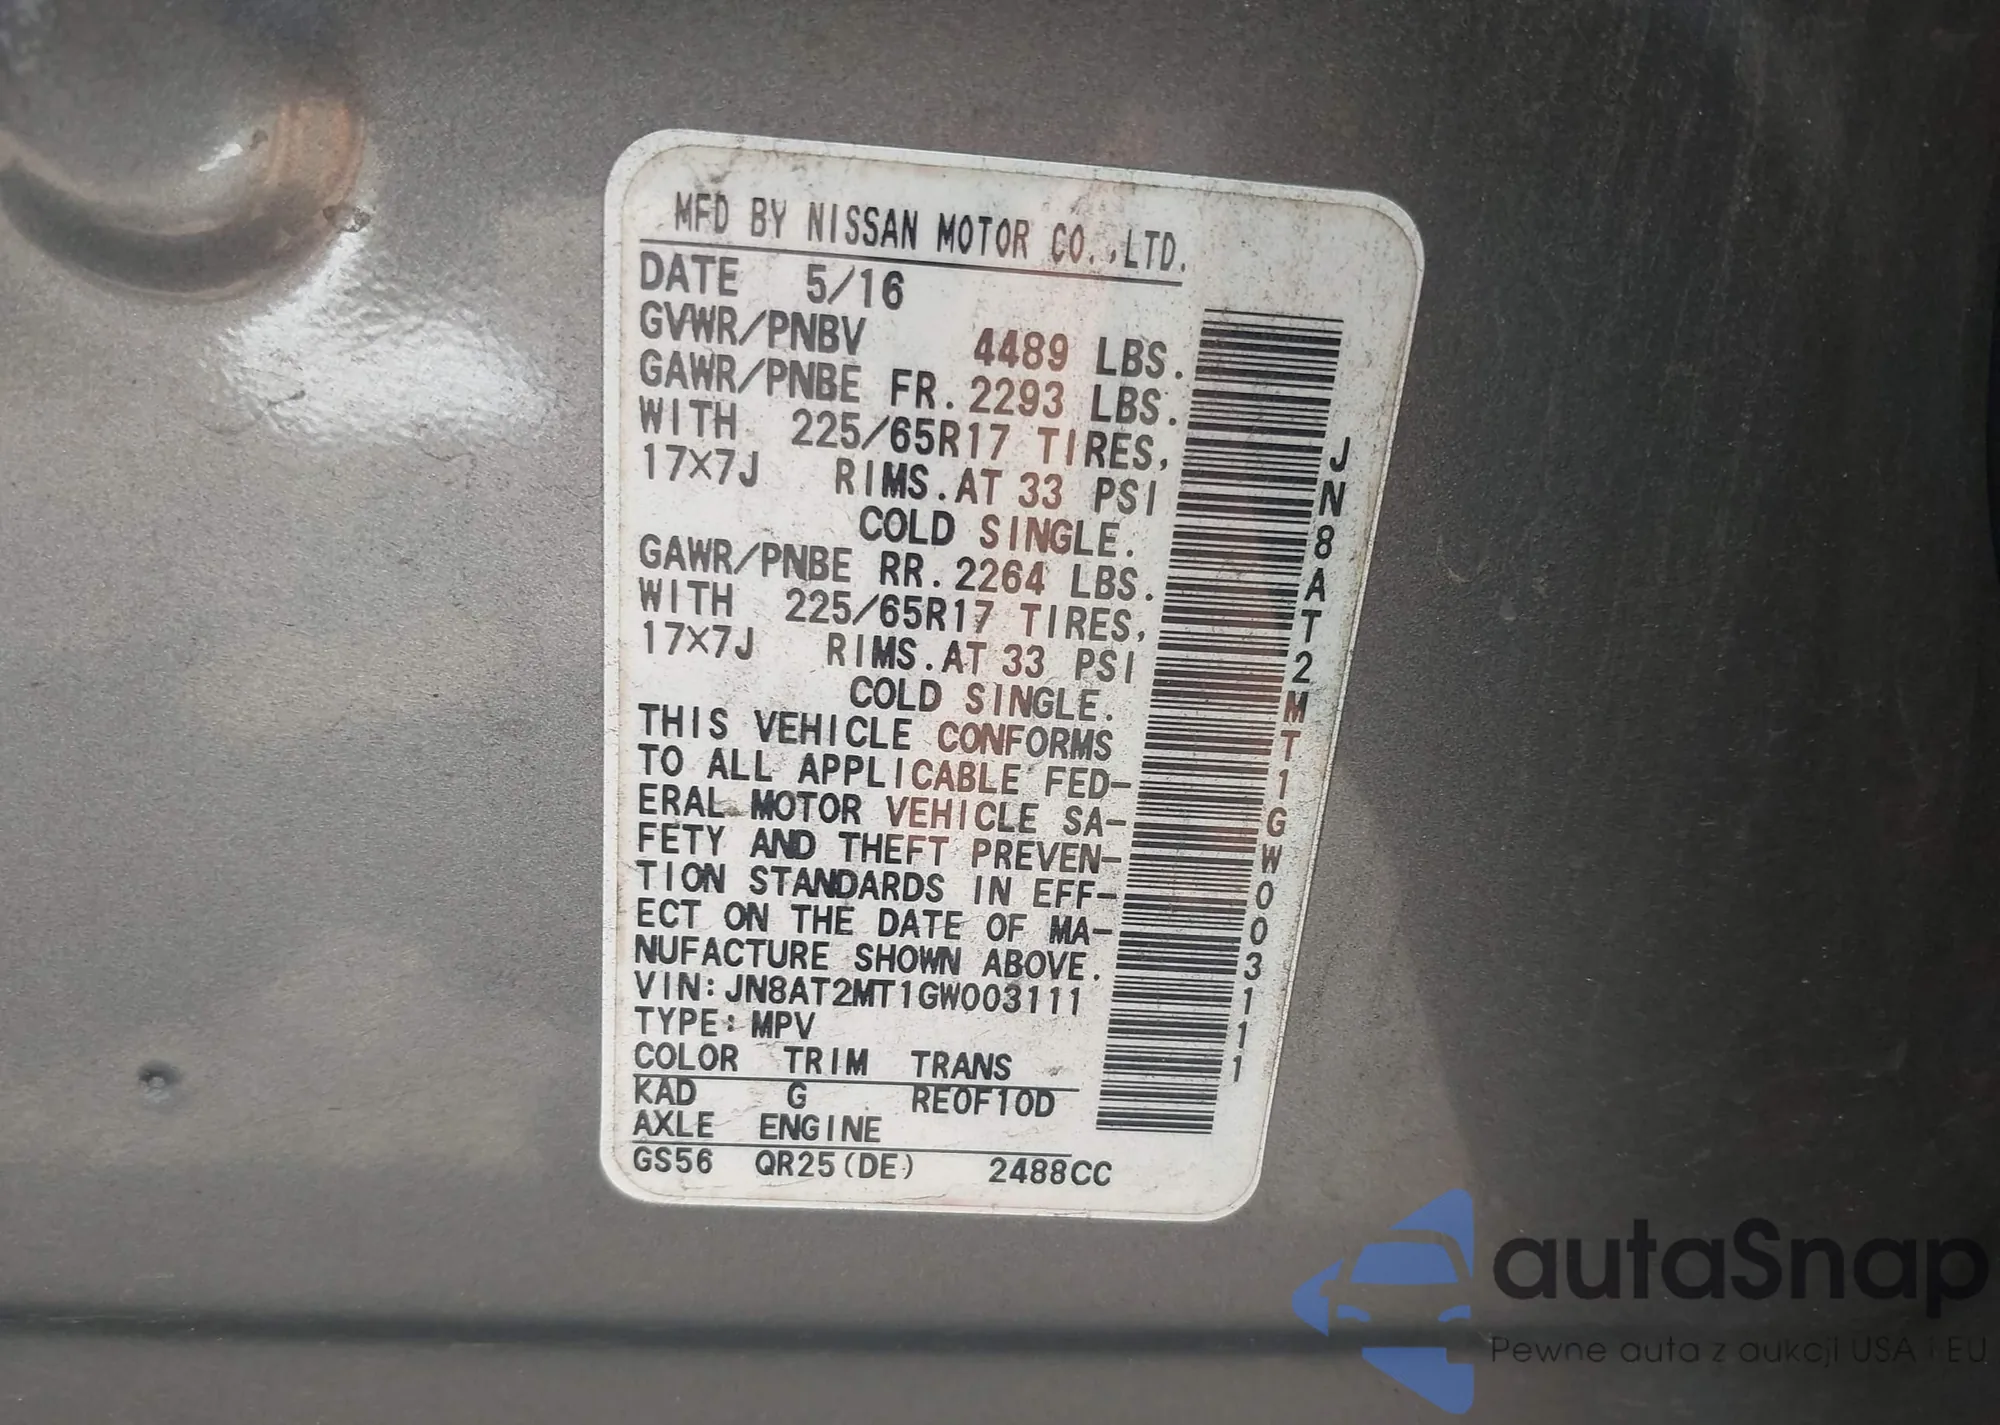 MFD BY NISSAN MOTOR CO.,LTD.
DATE 5/16
GVWR/PNBV 4489 LBS.
GAWR/PNBE FR. 2293 LBS.
WITH 225/65R17 TIRES,
17X7J RIMS.AT 33 PSI
COLD SINGLE.
GAWR/PNBE RR. 2264 LBS.
WITH 225/65R17 TIRES,
17X7J RIMS.AT 33 PSI
COLD SINGLE.
THIS VEHICLE CONFORMS
TO ALL APPLICABLE FED-
ERAL MOTOR VEHICLE SA-
FETY AND THEFT PREVEN-
TION STANDARDS IN EFF-
ECT ON THE DATE OF MA-
NUFACTURE SHOWN ABOVE.
VIN:JN8AT2MT1GW003111
TYPE:MPV
COLOR TRIM TRANS
KAD G RE0F10D
AXLE ENGINE
GS56 QR25(DE) 2488CC
JN8AT2MT1GW003111
autaSnap
Pewne auta z aukcji USA i EU